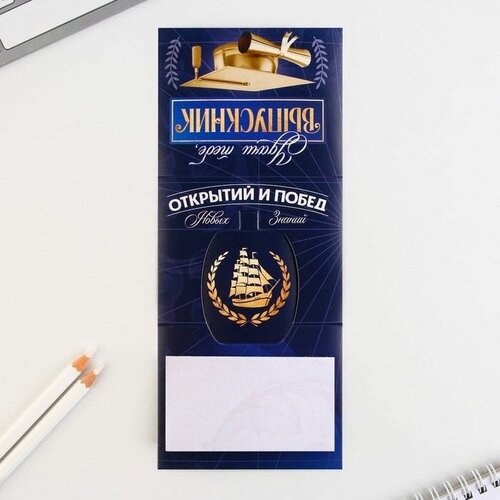 Удачи тебе,
ВЫПУСКНИК
ОТКРЫТИЙ И ПОБЕД
Новых Знаний